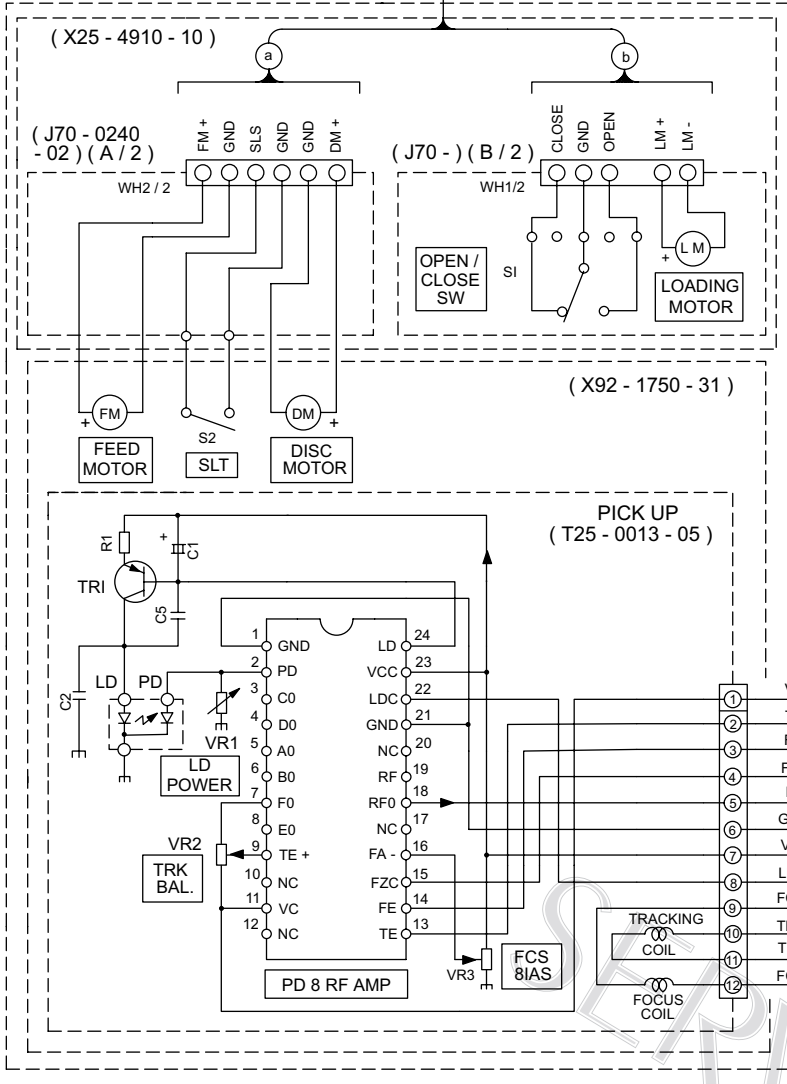 ( X25 - 4910 - 10 )
a
b
( J70 - 0240
- 02 ) ( A / 2 )
FM +
GND
SLS
GND
GND
DM +
WH2 / 2
( J70 - ) ( B / 2 )
CLOSE
GND
OPEN
LM +
LM -
WH1/2
OPEN /
CLOSE
SW
SI
+
L M
LOADING
MOTOR
( X92 - 1750 - 31 )
+
FM
FEED
MOTOR
S2
SLT
DM
+
DISC
MOTOR
PICK UP
( T25 - 0013 - 05 )
R1
+
C1
TRI
C5
C2
LD
PD
VR1
LD
POWER
1 GND
2 PD
3 C0
4 D0
5 A0
6 B0
7 F0
8 E0
9 TE +
10 NC
11 VC
12 NC
LD 24
VCC 23
LDC 22
GND 21
NC 20
RF 19
RF0 18
NC 17
FA - 16
FZC 15
FE 14
TE 13
VR2
TRK
BAL.
PD 8 RF AMP
VR3
FCS
8IAS
TRACKING
COIL
FOCUS
COIL
1
2
3
4
5
6
7
8
9
10
11
12